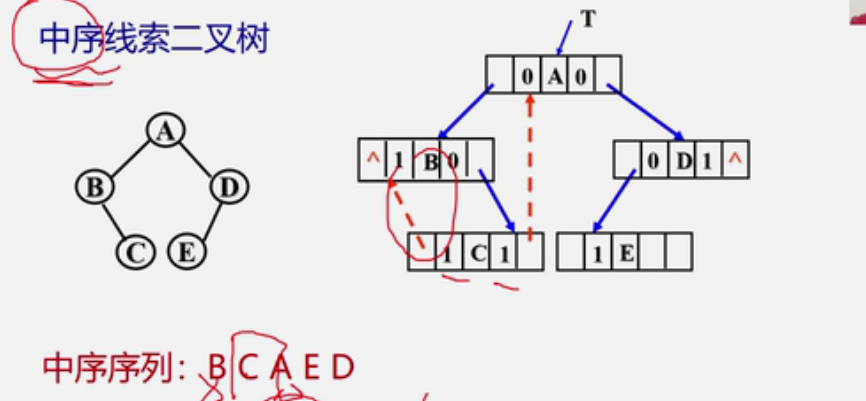 中序线索二叉树
T
0 A 0
A
^ 1 B 0
0 D 1 ^
B D
C E
1 C 1
1 E
中序序列：B C A E D